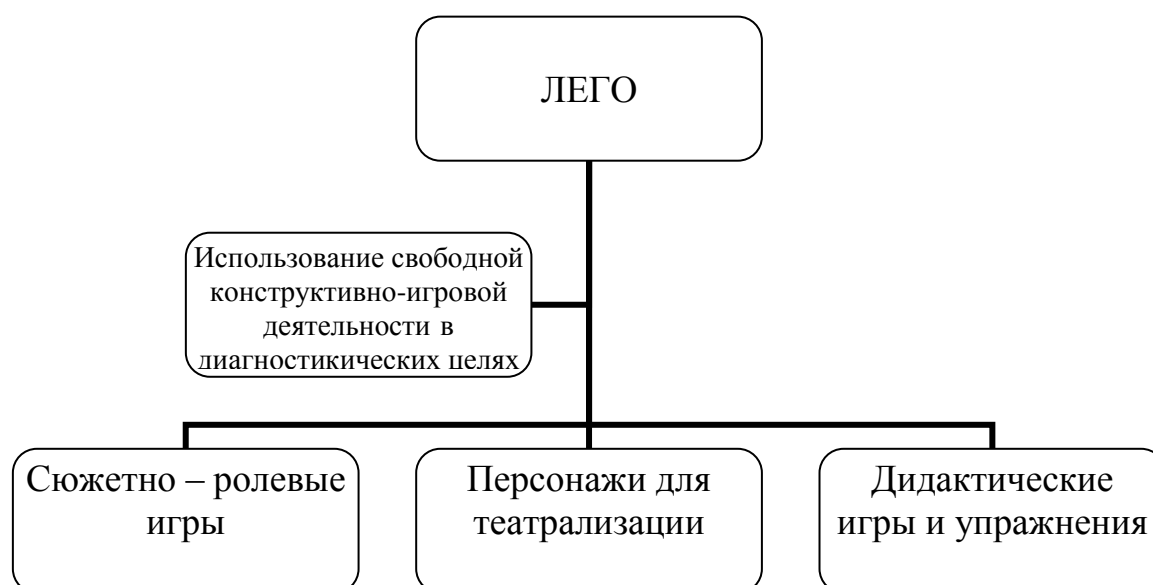 ЛЕГО
Использование свободной
конструктивно-игровой
деятельности в
диагностикических целях
Сюжетно – ролевые
игры
Персонажи для
театрализации
Дидактические
игры и упражнения